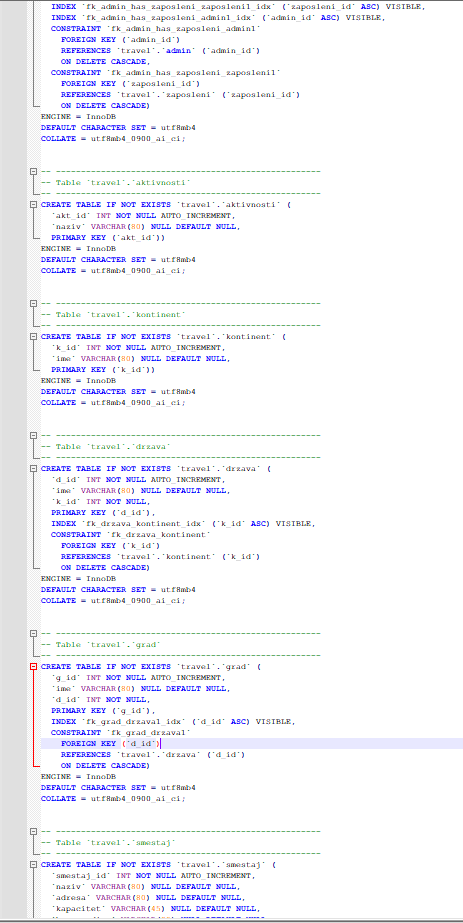 INDEX `fk_admin_has_zaposleni_zaposleni1_idx` (`zaposleni_id` ASC) VISIBLE,
INDEX `fk_admin_has_zaposleni_admin1_idx` (`admin_id` ASC) VISIBLE,
CONSTRAINT `fk_admin_has_zaposleni_admin1`
FOREIGN KEY (`admin_id`)
REFERENCES `travel`.`admin` (`admin_id`)
ON DELETE CASCADE,
CONSTRAINT `fk_admin_has_zaposleni_zaposleni1`
FOREIGN KEY (`zaposleni_id`)
REFERENCES `travel`.`zaposleni` (`zaposleni_id`)
ON DELETE CASCADE)
ENGINE = InnoDB
DEFAULT CHARACTER SET = utf8mb4
COLLATE = utf8mb4_0900_ai_ci;
-- -----------------------------------------------------
-- Table `travel`.`aktivnosti`
-- -----------------------------------------------------
CREATE TABLE IF NOT EXISTS `travel`.`aktivnosti` (
`akt_id` INT NOT NULL AUTO_INCREMENT,
`naziv` VARCHAR(80) NULL DEFAULT NULL,
PRIMARY KEY (`akt_id`))
ENGINE = InnoDB
DEFAULT CHARACTER SET = utf8mb4
COLLATE = utf8mb4_0900_ai_ci;
-- -----------------------------------------------------
-- Table `travel`.`kontinent`
-- -----------------------------------------------------
CREATE TABLE IF NOT EXISTS `travel`.`kontinent` (
`k_id` INT NOT NULL AUTO_INCREMENT,
`ime` VARCHAR(80) NULL DEFAULT NULL,
PRIMARY KEY (`k_id`))
ENGINE = InnoDB
DEFAULT CHARACTER SET = utf8mb4
COLLATE = utf8mb4_0900_ai_ci;
-- -----------------------------------------------------
-- Table `travel`.`drzava`
-- -----------------------------------------------------
CREATE TABLE IF NOT EXISTS `travel`.`drzava` (
`d_id` INT NOT NULL AUTO_INCREMENT,
`ime` VARCHAR(80) NULL DEFAULT NULL,
`k_id` INT NOT NULL,
PRIMARY KEY (`d_id`),
INDEX `fk_drzava_kontinent_idx` (`k_id` ASC) VISIBLE,
CONSTRAINT `fk_drzava_kontinent`
FOREIGN KEY (`k_id`)
REFERENCES `travel`.`kontinent` (`k_id`)
ON DELETE CASCADE)
ENGINE = InnoDB
DEFAULT CHARACTER SET = utf8mb4
COLLATE = utf8mb4_0900_ai_ci;
-- -----------------------------------------------------
-- Table `travel`.`grad`
-- -----------------------------------------------------
CREATE TABLE IF NOT EXISTS `travel`.`grad` (
`g_id` INT NOT NULL AUTO_INCREMENT,
`ime` VARCHAR(80) NULL DEFAULT NULL,
`d_id` INT NOT NULL,
PRIMARY KEY (`g_id`),
INDEX `fk_grad_drzava1_idx` (`d_id` ASC) VISIBLE,
CONSTRAINT `fk_grad_drzava1`
FOREIGN KEY (`d_id`)
REFERENCES `travel`.`drzava` (`d_id`)
ON DELETE CASCADE)
ENGINE = InnoDB
DEFAULT CHARACTER SET = utf8mb4
COLLATE = utf8mb4_0900_ai_ci;
-- -----------------------------------------------------
-- Table `travel`.`smestaj`
-- -----------------------------------------------------
CREATE TABLE IF NOT EXISTS `travel`.`smestaj` (
`smestaj_id` INT NOT NULL AUTO_INCREMENT,
`naziv` VARCHAR(80) NULL DEFAULT NULL,
`adresa` VARCHAR(80) NULL DEFAULT NULL,
`kapacitet` VARCHAR(45) NULL DEFAULT NULL,